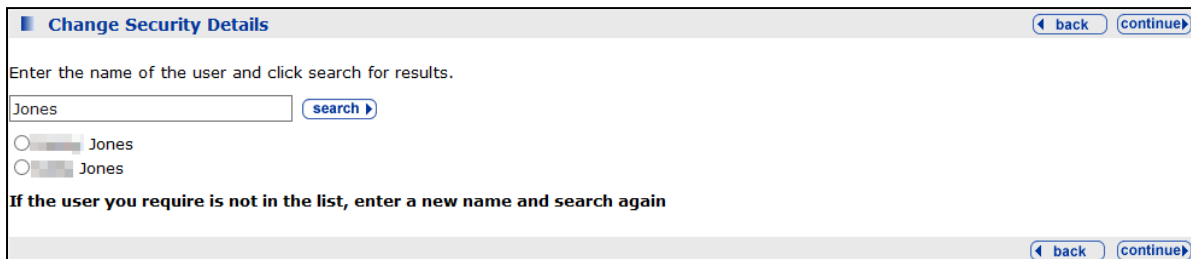 Change Security Details back continue
Enter the name of the user and click search for results.
Jones search
Jones
Jones
If the user you require is not in the list, enter a new name and search again
back continue